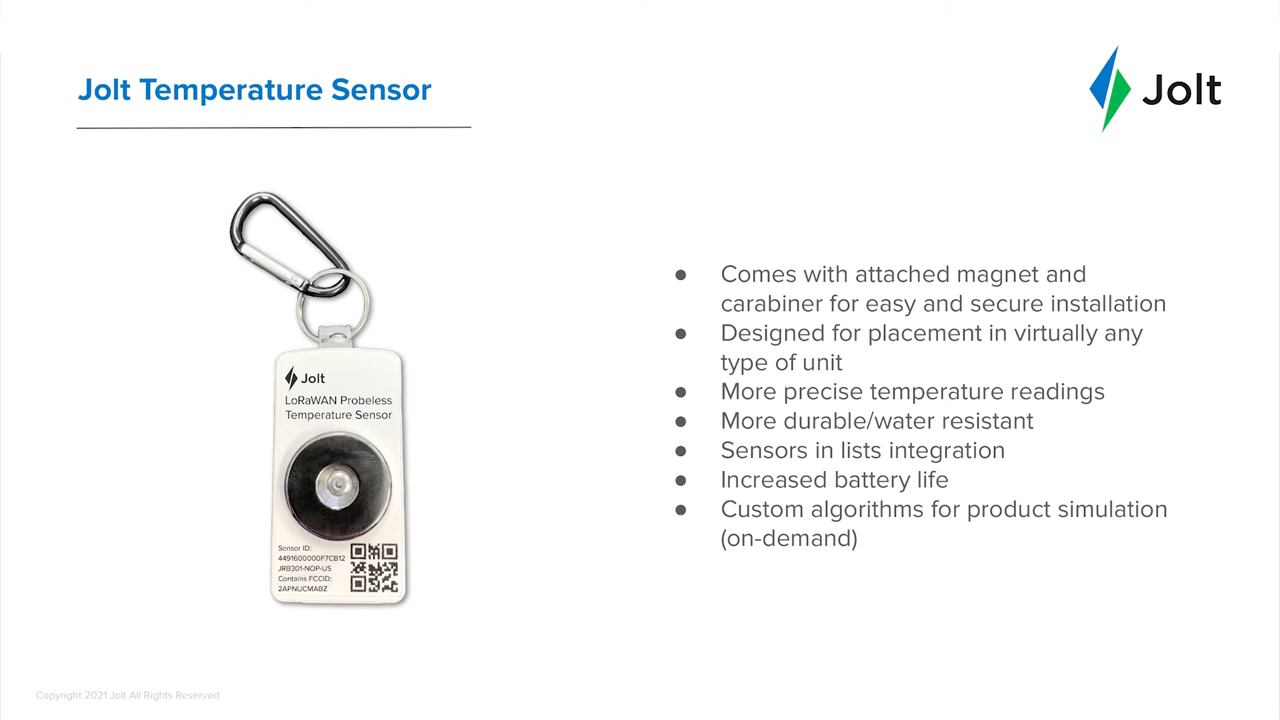 Jolt Temperature Sensor
Jolt
Jolt
LoRaWAN Probeless
Temperature Sensor
Sensor ID:
4491600000F7CB12
JRB301-NOP-US
Contains FCCID:
2APNUCMABZ
● Comes with attached magnet and
carabiner for easy and secure installation
● Designed for placement in virtually any
type of unit
● More precise temperature readings
● More durable/water resistant
● Sensors in lists integration
● Increased battery life
● Custom algorithms for product simulation
(on-demand)
Copyright 2021 Jolt All Rights Reserved